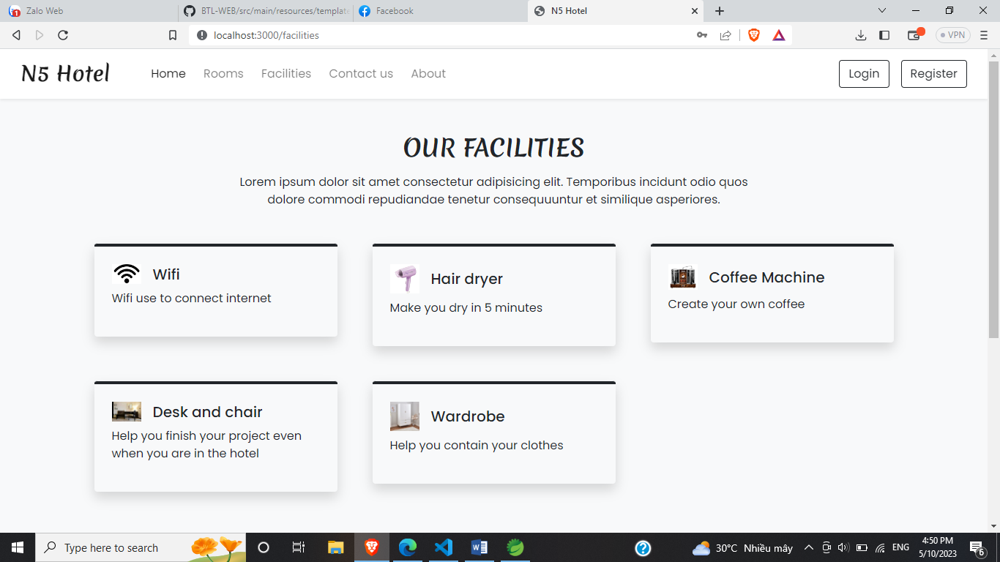 Zalo Web
BTL-WEB/src/main/resources/template
Facebook
N5 Hotel
localhost:3000/facilities
VPN
N5 Hotel
Home
Rooms
Facilities
Contact us
About
Login
Register
OUR FACILITIES
Lorem ipsum dolor sit amet consectetur adipisicing elit. Temporibus incidunt odio quos
dolore commodi repudiandae tenetur consequuuntur et similique asperiores.
Wifi
Wifi use to connect internet
Hair dryer
Make you dry in 5 minutes
Coffee Machine
Create your own coffee
Desk and chair
Help you finish your project even
when you are in the hotel
Wardrobe
Help you contain your clothes
Type here to search
30°C Nhiều mây
ENG
4:50 PM
5/10/2023
6